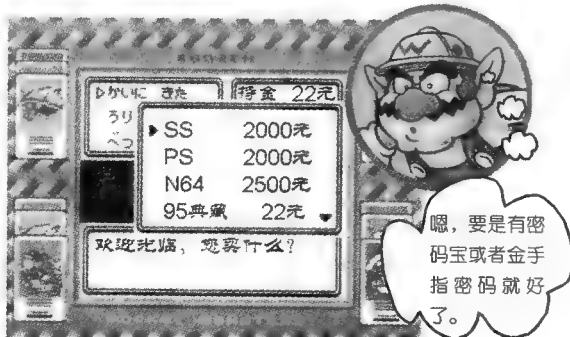 ▶かいに きた
うり
べつ
持金 22元
▶SS 2000元
PS 2000元
N64 2500元
95典藏 22元
欢迎光临，您买什么？
W
嗯，要是有密
码宝或者金手
指密码就好
了。